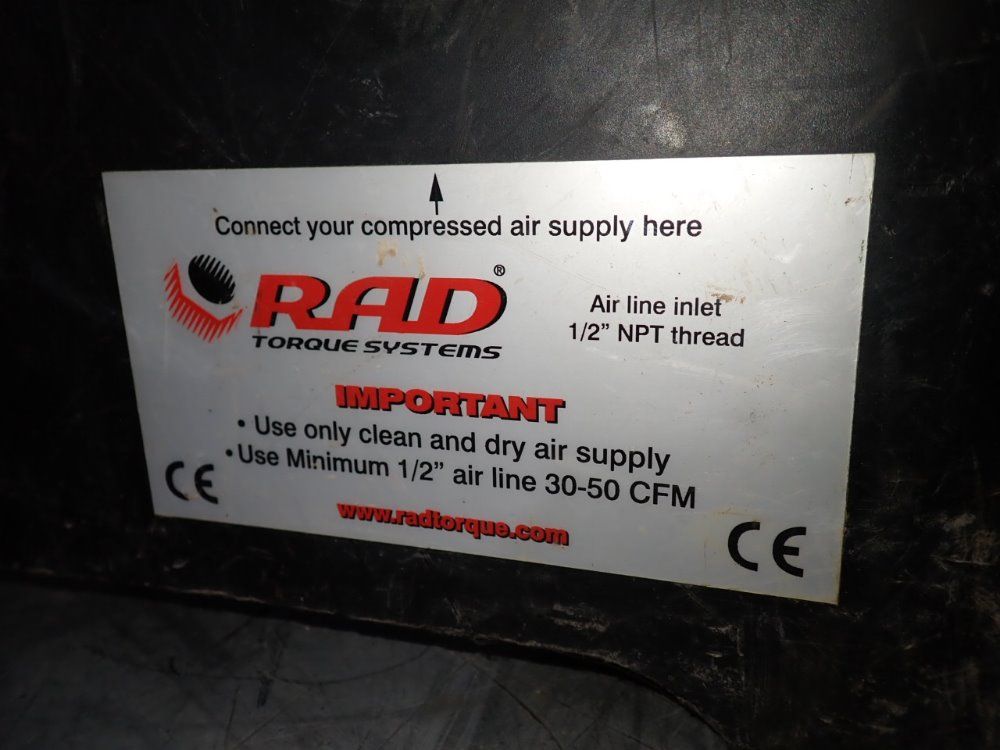 Connect your compressed air supply here
RAD®
TORQUE SYSTEMS
Air line inlet
1/2" NPT thread
IMPORTANT
• Use only clean and dry air supply
• Use Minimum 1/2" air line 30-50 CFM
CE
www.radtorque.com
CE